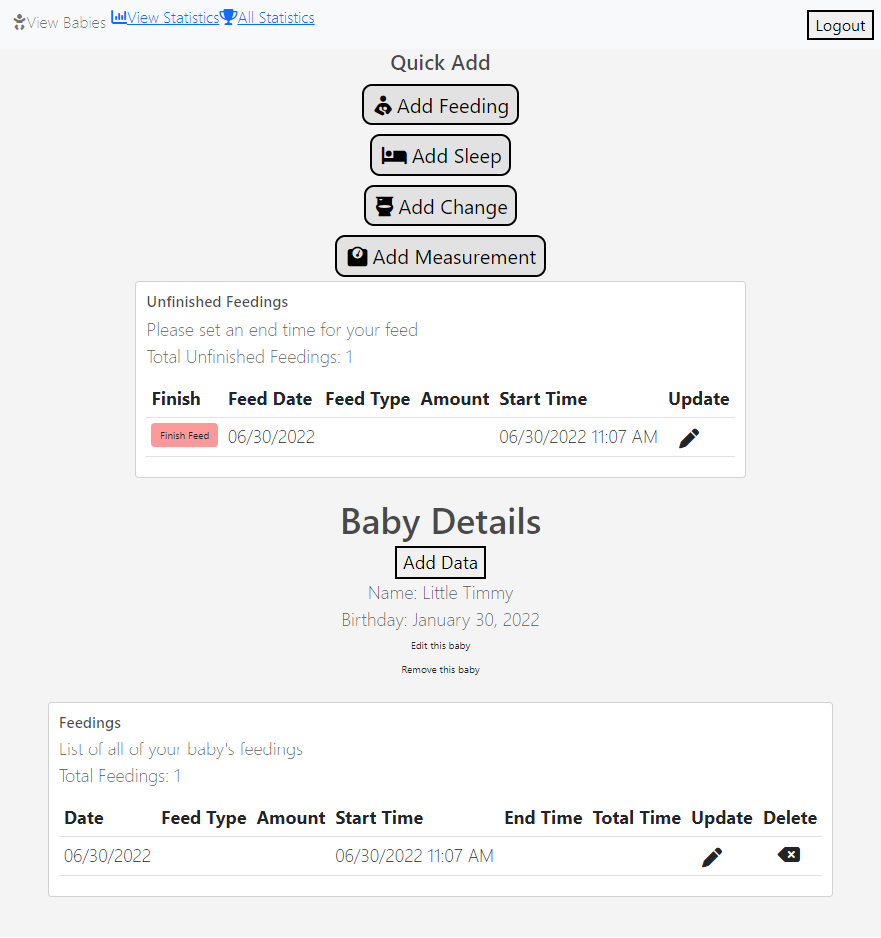 View Babies View Statistics All Statistics Logout
Quick Add
Add Feeding
Add Sleep
Add Change
Add Measurement
Unfinished Feedings
Please set an end time for your feed
Total Unfinished Feedings: 1
Finish Feed Date Feed Type Amount Start Time Update
Finish Feed 06/30/2022 06/30/2022 11:07 AM
Baby Details
Add Data
Name: Little Timmy
Birthday: January 30, 2022
Edit this baby
Remove this baby
Feedings
List of all of your baby's feedings
Total Feedings: 1
Date Feed Type Amount Start Time End Time Total Time Update Delete
06/30/2022 06/30/2022 11:07 AM